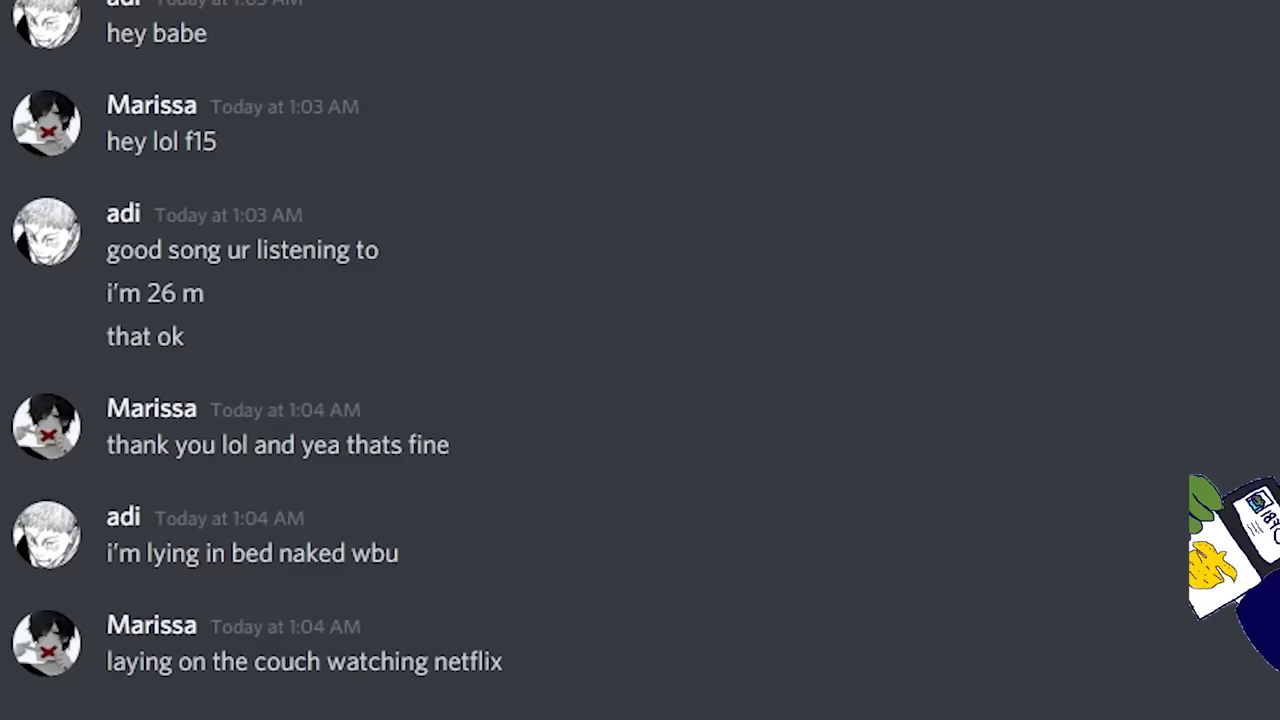 adi Today at 1:03 AM
hey babe
Marissa Today at 1:03 AM
hey lol f15
adi Today at 1:03 AM
good song ur listening to
i'm 26 m
that ok
Marissa Today at 1:04 AM
thank you lol and yea thats fine
adi Today at 1:04 AM
i'm lying in bed naked wbu
Marissa Today at 1:04 AM
laying on the couch watching netflix